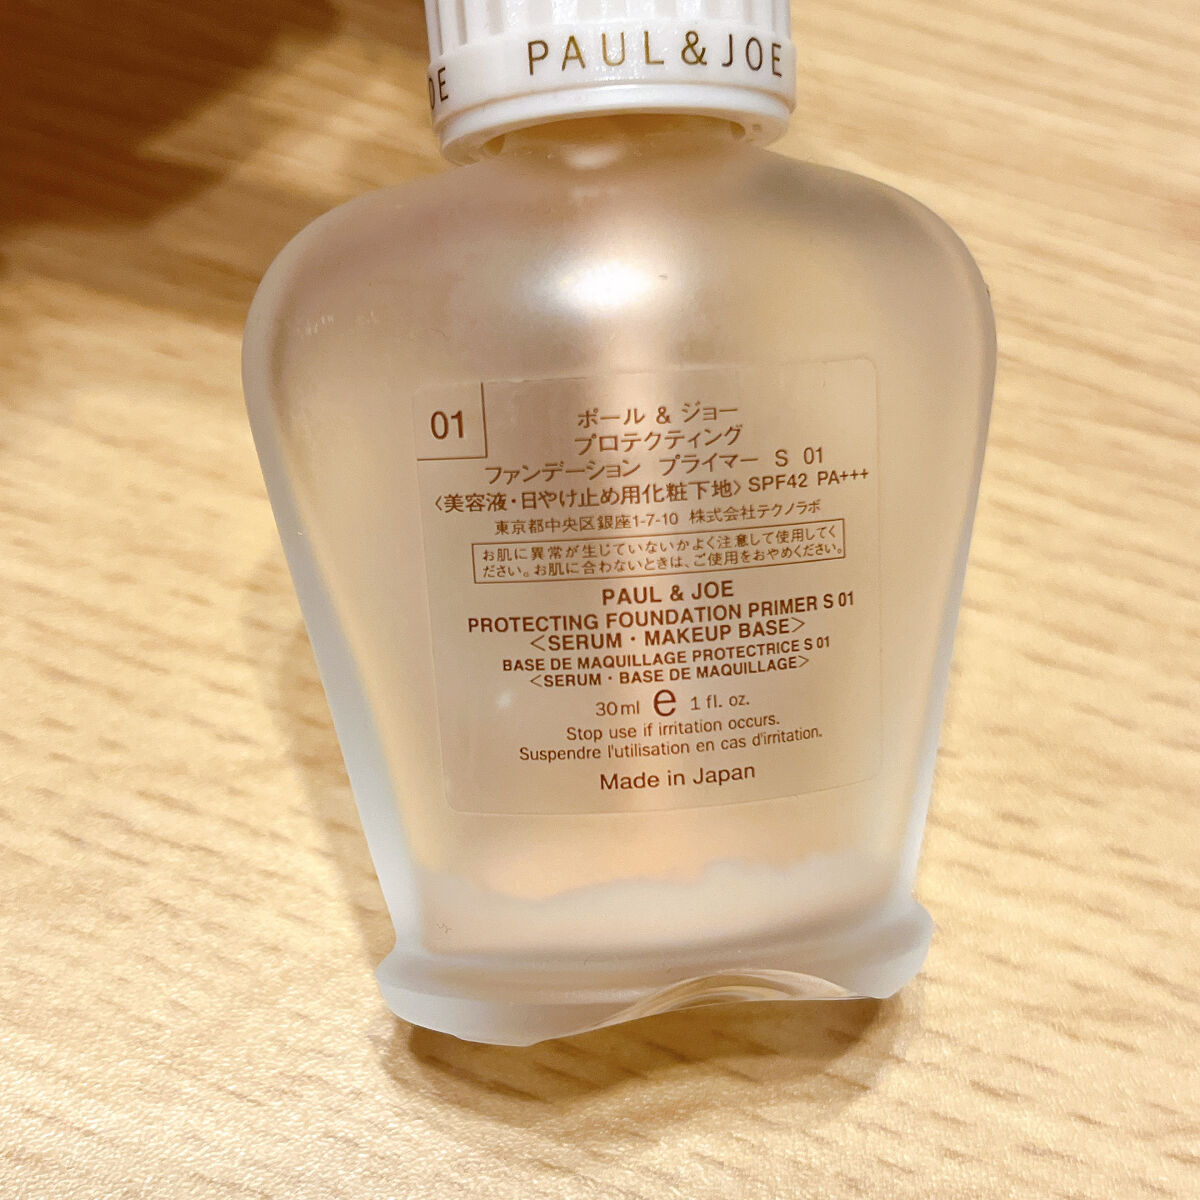 OE PAUL & JOE
01
ポール & ジョー
プロテクティング
ファンデーション プライマー S 01
〈美容液・日やけ止め用化粧下地〉SPF42 PA+++
東京都中央区銀座1-7-10 株式会社テクノラボ
お肌に異常が生じていないかよく注意して使用してく
ださい。お肌に合わないときは、ご使用をおやめください。
PAUL & JOE
PROTECTING FOUNDATION PRIMER S 01
<SERUM・MAKEUP BASE>
BASE DE MAQUILLAGE PROTECTRICE S 01
<SERUM・BASE DE MAQUILLAGE>
30ml e 1 fl. oz.
Stop use if irritation occurs.
Suspendre l'utilisation en cas d'irritation.
Made in Japan